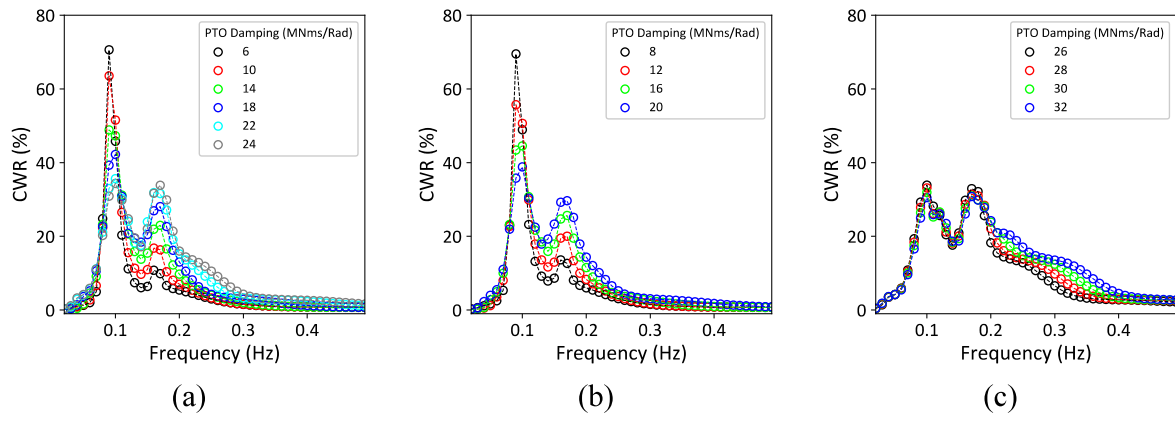 80
60
40
20
0
CWR (%)
0.1 0.2 0.3 0.4
Frequency (Hz)
PTO Damping (MNms/Rad)
6
10
14
18
22
24
(a)
80
60
40
20
0
CWR (%)
0.1 0.2 0.3 0.4
Frequency (Hz)
PTO Damping (MNms/Rad)
8
12
16
20
(b)
80
60
40
20
0
CWR (%)
0.1 0.2 0.3 0.4
Frequency (Hz)
PTO Damping (MNms/Rad)
26
28
30
32
(c)